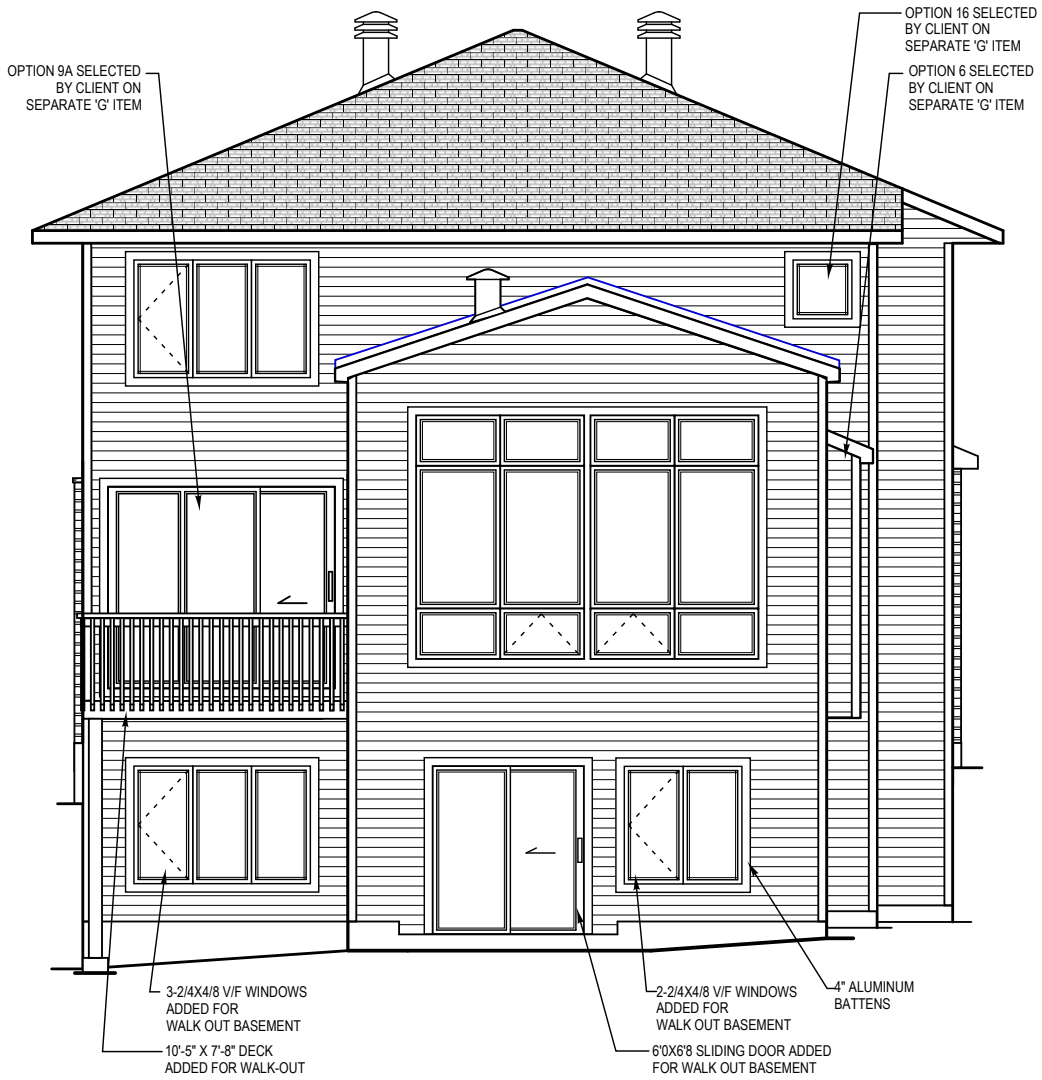 OPTION 16 SELECTED
BY CLIENT ON
SEPARATE 'G' ITEM
OPTION 9A SELECTED
BY CLIENT ON
SEPARATE 'G' ITEM
OPTION 6 SELECTED
BY CLIENT ON
SEPARATE 'G' ITEM
3-2/4X4/8 V/F WINDOWS
ADDED FOR
WALK OUT BASEMENT
2-2/4X4/8 V/F WINDOWS
ADDED FOR
WALK OUT BASEMENT
4" ALUMINUM
BATTENS
10'-5" X 7'-8" DECK
ADDED FOR WALK-OUT
6'0X6'8 SLIDING DOOR ADDED
FOR WALK OUT BASEMENT